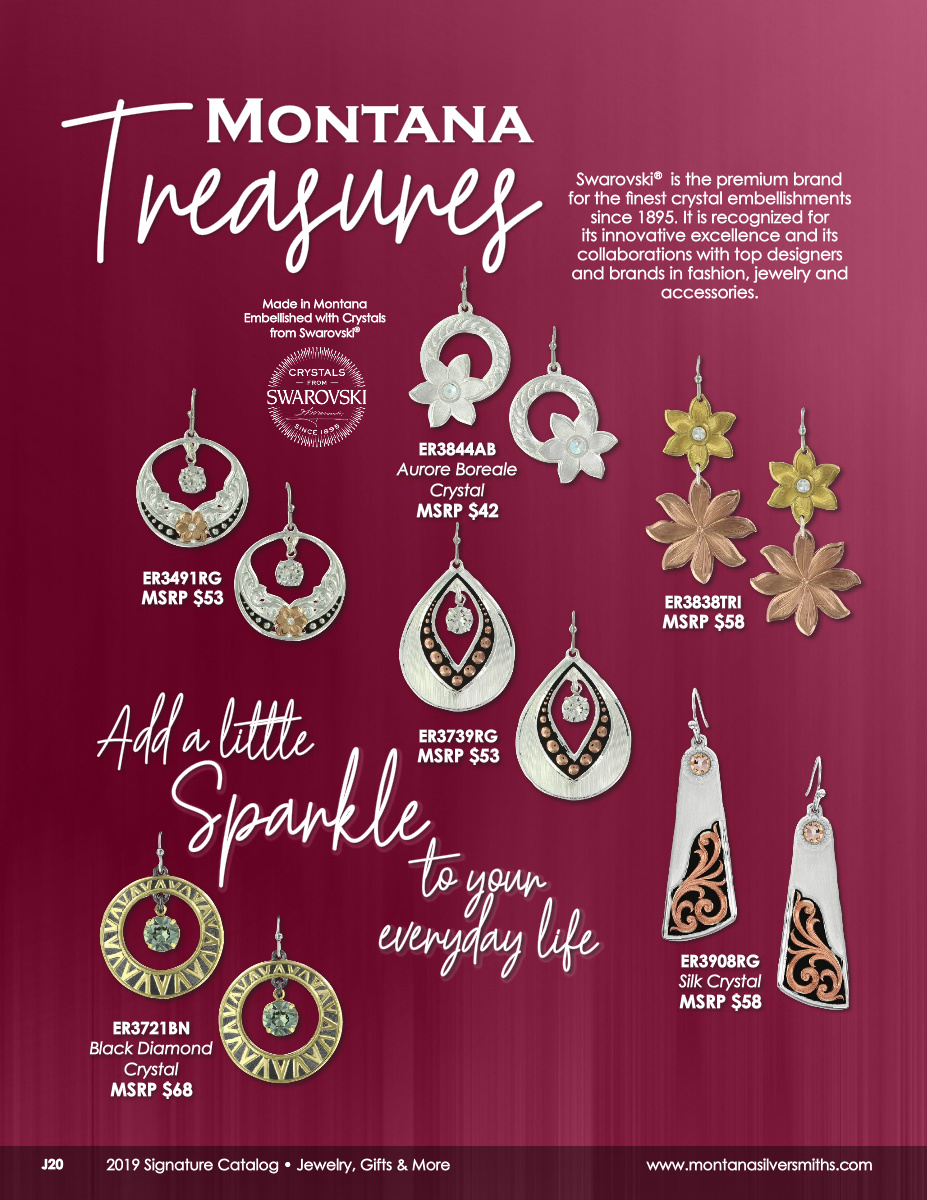 MONTANA
Treasures
Swarovski® is the premium brand
for the finest crystal embellishments
since 1895. It is recognized for
its innovative excellence and its
collaborations with top designers
and brands in fashion, jewelry and
accessories.
Made in Montana
Embellished with Crystals
from Swarovski®
CRYSTALS
FROM
SWAROVSKI
SINCE 1895
ER3844AB
Aurore Boreale
Crystal
MSRP $42
ER3491RG
MSRP $53
ER3838TRI
MSRP $58
ER3739RG
MSRP $53
Add a little
Sparkle
to your
everyday life
ER3908RG
Silk Crystal
MSRP $58
ER3721BN
Black Diamond
Crystal
MSRP $68
J20
2019 Signature Catalog • Jewelry, Gifts & More
www.montanasilversmiths.com